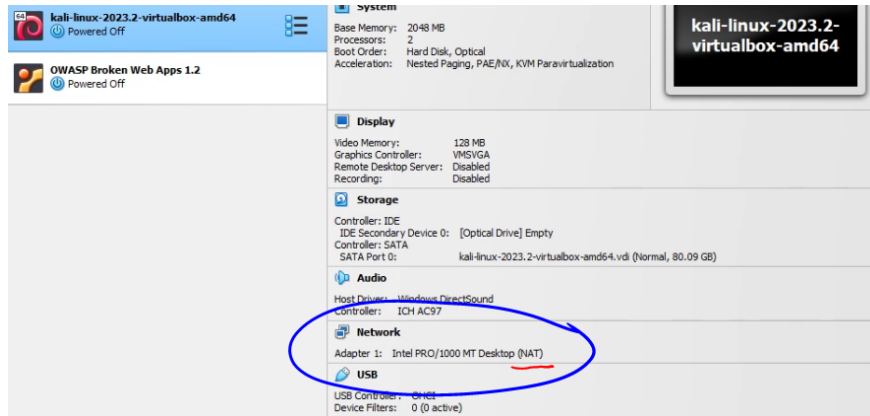 64
kali-linux-2023.2-virtualbox-amd64
Powered Off
OWASP Broken Web Apps 1.2
Powered Off
System
Base Memory: 2048 MB
Processors: 2
Boot Order: Hard Disk, Optical
Acceleration: Nested Paging, PAE/NX, KVM Paravirtualization
kali-linux-2023.2-
virtualbox-amd64
Display
Video Memory: 128 MB
Graphics Controller: VMSVGA
Remote Desktop Server: Disabled
Recording: Disabled
Storage
Controller: IDE
IDE Secondary Device 0: [Optical Drive] Empty
Controller: SATA
SATA Port 0: kali-linux-2023.2-virtualbox-amd64.vdi (Normal, 80.09 GB)
Audio
Host Driver: Windows DirectSound
Controller: ICH AC97
Network
Adapter 1: Intel PRO/1000 MT Desktop (NAT)
USB
USB Controller: OHCI
Device Filters: 0 (0 active)